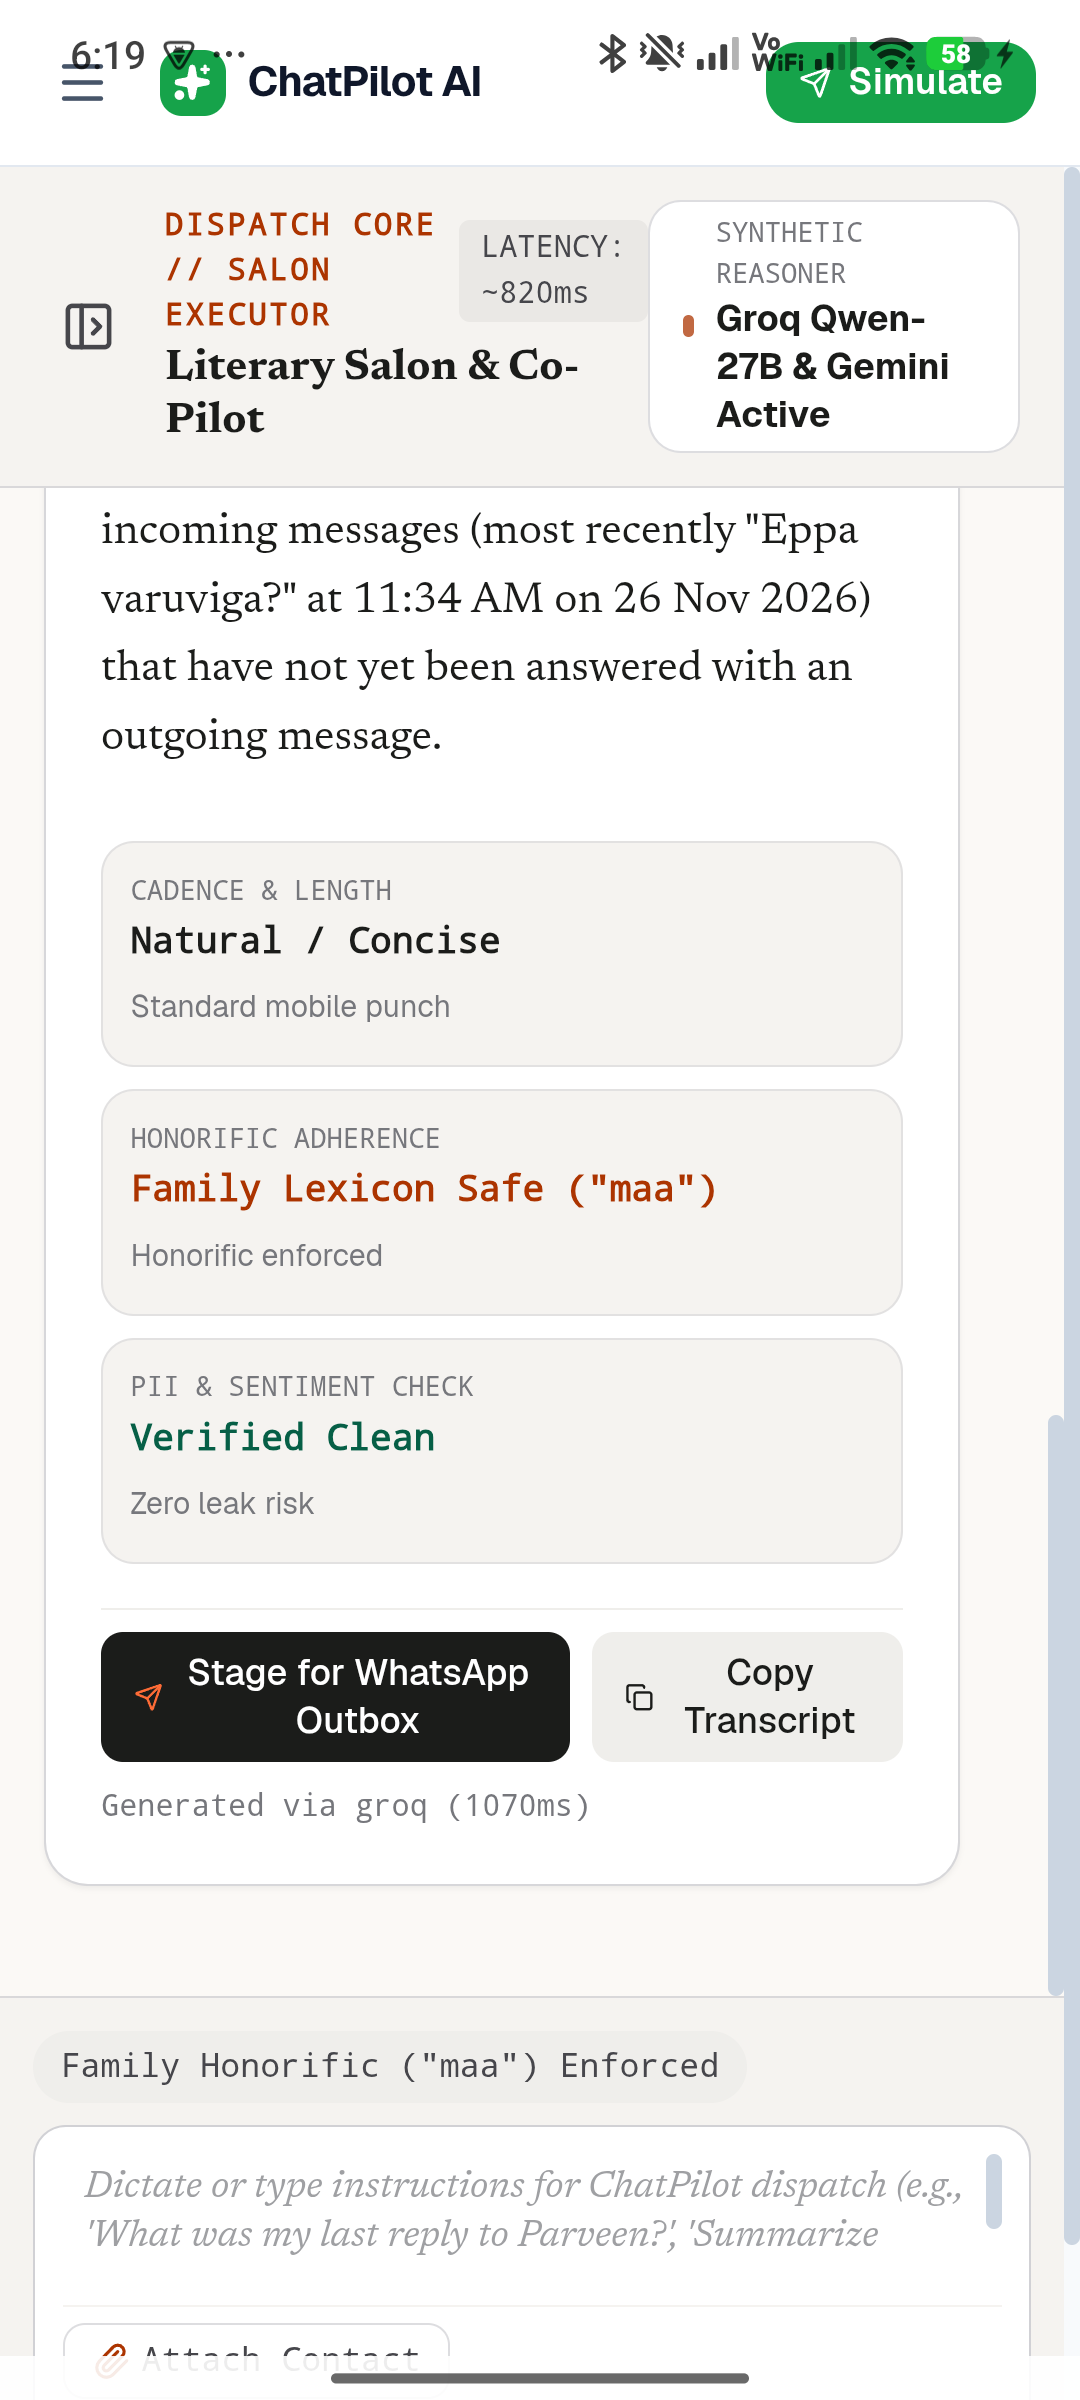 6:19
Vo
WiFi
58
ChatPilot AI
Simulate
DISPATCH CORE
// SALON
EXECUTOR
Literary Salon & Co-
Pilot
LATENCY:
~820ms
SYNTHETIC
REASONER
Groq Qwen-
27B & Gemini
Active
incoming messages (most recently "Eppa
varuviga?" at 11:34 AM on 26 Nov 2026)
that have not yet been answered with an
outgoing message.
CADENCE & LENGTH
Natural / Concise
Standard mobile punch
HONORIFIC ADHERENCE
Family Lexicon Safe ("maa")
Honorific enforced
PII & SENTIMENT CHECK
Verified Clean
Zero leak risk
Stage for WhatsApp
Outbox
Copy
Transcript
Generated via groq (1070ms)
Family Honorific ("maa") Enforced
Dictate or type instructions for ChatPilot dispatch (e.g.,
'What was my last reply to Parveen?', 'Summarize
Attach Contact